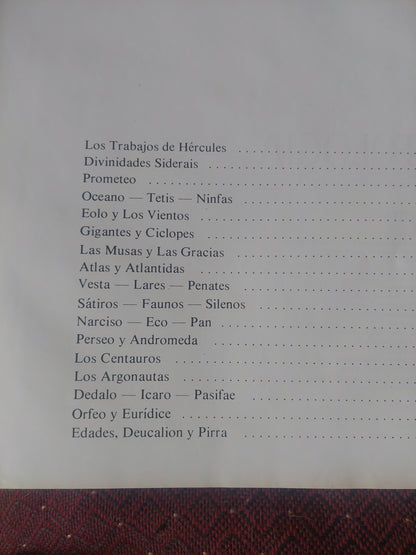 Los Trabajos de Hércules ........................
Divinidades Siderais ............................
Prometeo ....................................
Oceano — Tetis — Ninfas ........................
Eolo y Los Vientos .............................
Gigantes y Ciclopes ............................
Las Musas y Las Gracias ........................
Atlas y Atlantidas .............................
Vesta — Lares — Penates ........................
Sátiros — Faunos — Silenos .....................
Narciso — Eco — Pan ...........................
Perseo y Andromeda ............................
Los Centauros ................................
Los Argonautas ................................
Dedalo — Icaro — Pasifae .......................
Orfeo y Eurídice ...............................
Edades, Deucalion y Pirra .......................